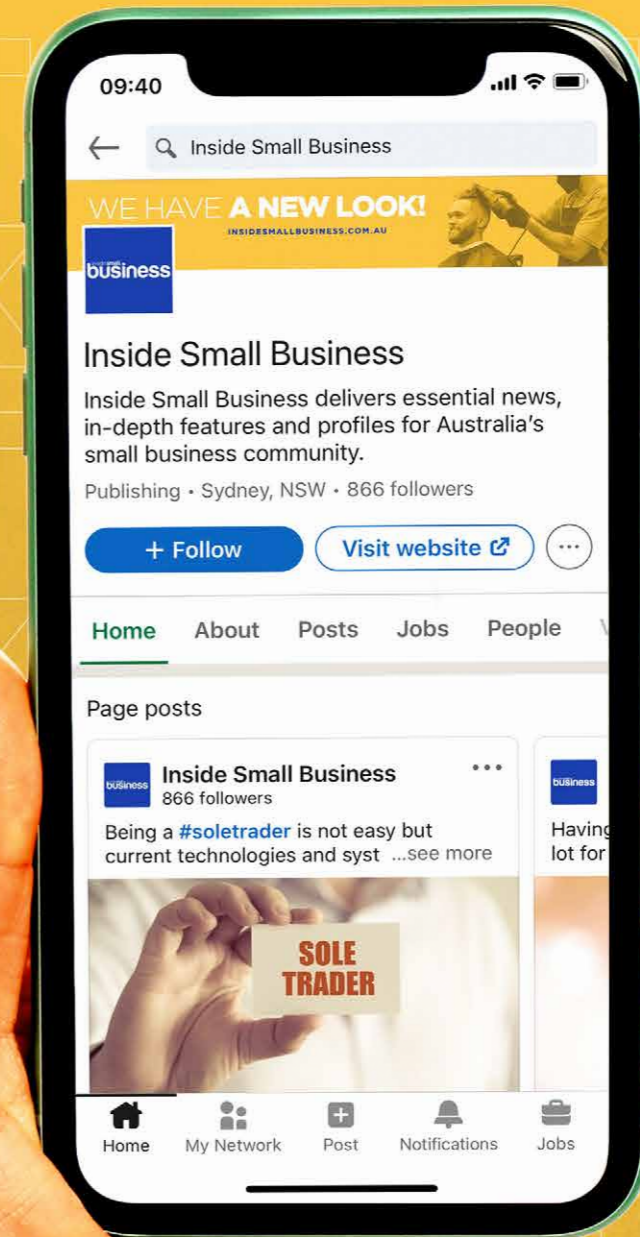 09:40
Inside Small Business
WE HAVE A NEW LOOK!
INSIDESMALLBUSINESS.COM.AU
business
Inside Small Business
Inside Small Business delivers essential news,
in-depth features and profiles for Australia's
small business community.
Publishing • Sydney, NSW • 866 followers
+ Follow
Visit website
Home About Posts Jobs People
Page posts
business
Inside Small Business
866 followers
Being a #soletrader is not easy but
current technologies and syst ...see more
SOLE
TRADER
business
Having
lot for
Home My Network Post Notifications Jobs